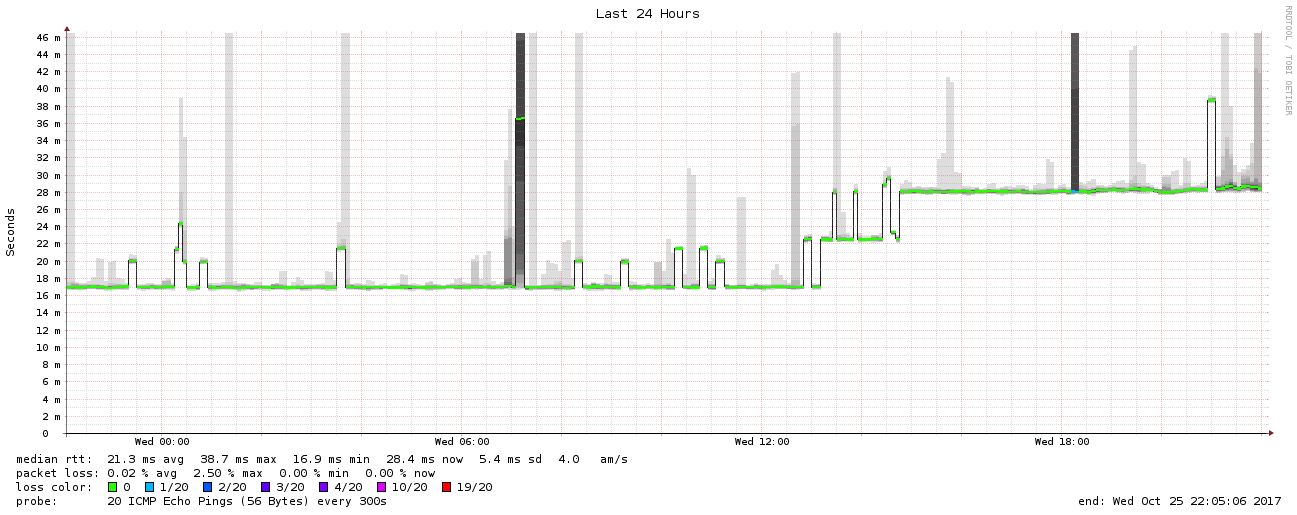 Last 24 Hours
RRDTOOL / TOBI OETIKER
Seconds
46 m
44 m
42 m
40 m
38 m
36 m
34 m
32 m
30 m
28 m
26 m
24 m
22 m
20 m
18 m
16 m
14 m
12 m
10 m
8 m
6 m
4 m
2 m
0
Wed 00:00 Wed 06:00 Wed 12:00 Wed 18:00
median rtt: 21.3 ms avg 38.7 ms max 16.9 ms min 28.4 ms now 5.4 ms sd 4.0 am/s
packet loss: 0.02 % avg 2.50 % max 0.00 % min 0.00 % now
loss color: 0 1/20 2/20 3/20 4/20 10/20 19/20
probe: 20 ICMP Echo Pings (56 Bytes) every 300s end: Wed Oct 25 22:05:06 2017